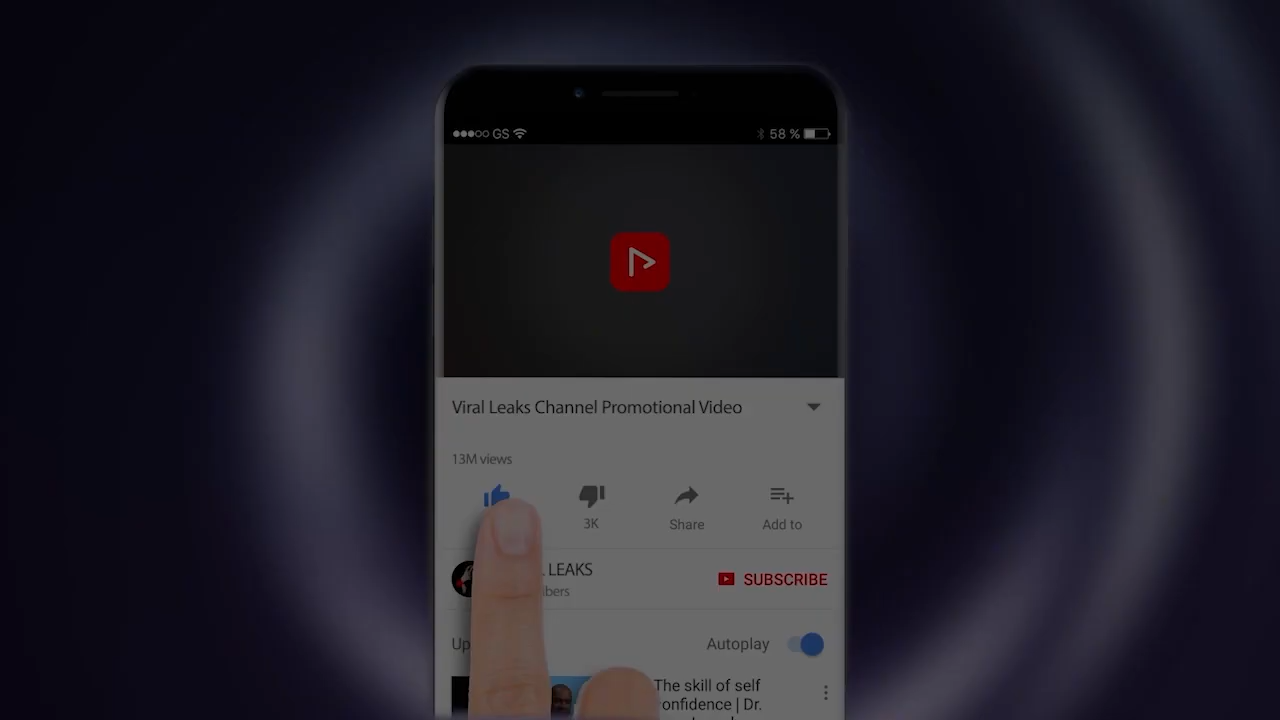 GS 58 %
Viral Leaks Channel Promotional Video
13M views
3K Share Add to
LEAKS
SUBSCRIBE
Autoplay
The skill of self
| Dr.